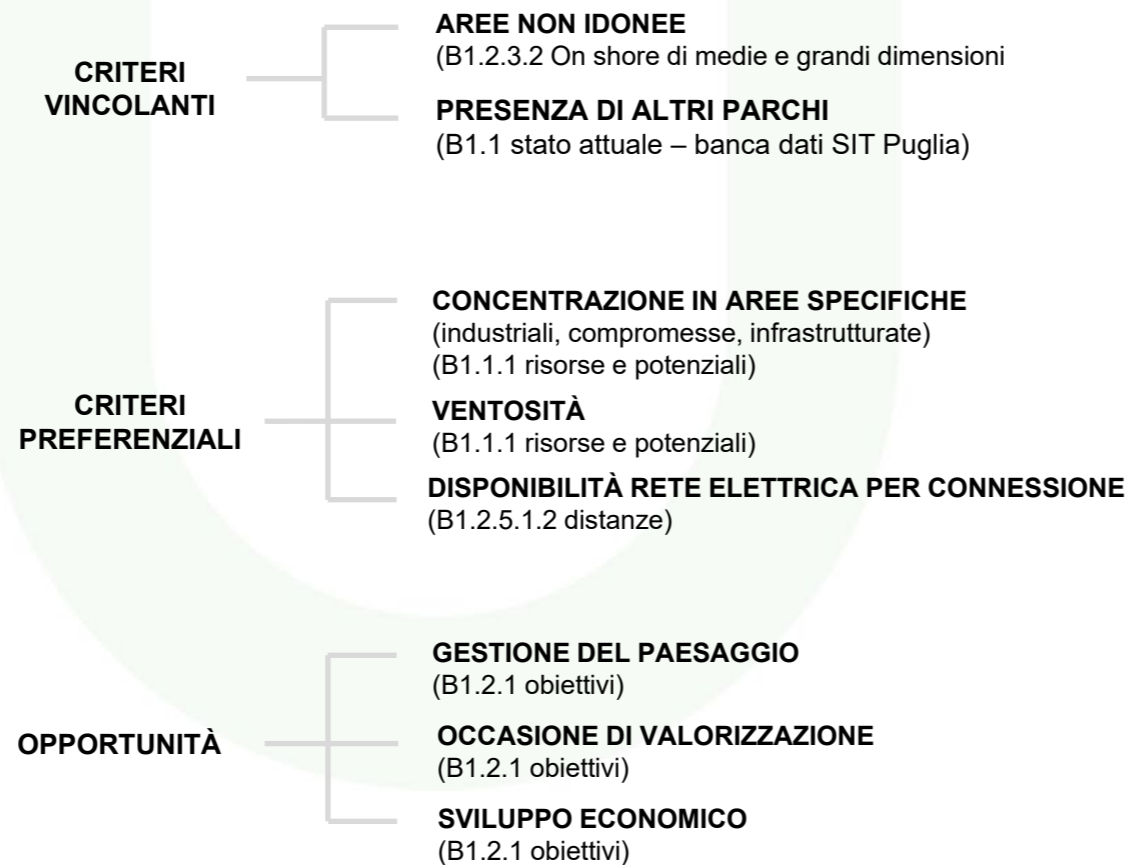 CRITERI
VINCOLANTI
AREE NON IDONEE
(B1.2.3.2 On shore di medie e grandi dimensioni
PRESENZA DI ALTRI PARCHI
(B1.1 stato attuale – banca dati SIT Puglia)
CRITERI
PREFERENZIALI
CONCENTRAZIONE IN AREE SPECIFICHE
(industriali, compromesse, infrastrutturate)
(B1.1.1 risorse e potenziali)
VENTOSITÀ
(B1.1.1 risorse e potenziali)
DISPONIBILITÀ RETE ELETTRICA PER CONNESSIONE
(B1.2.5.1.2 distanze)
OPPORTUNITÀ
GESTIONE DEL PAESAGGIO
(B1.2.1 obiettivi)
OCCASIONE DI VALORIZZAZIONE
(B1.2.1 obiettivi)
SVILUPPO ECONOMICO
(B1.2.1 obiettivi)